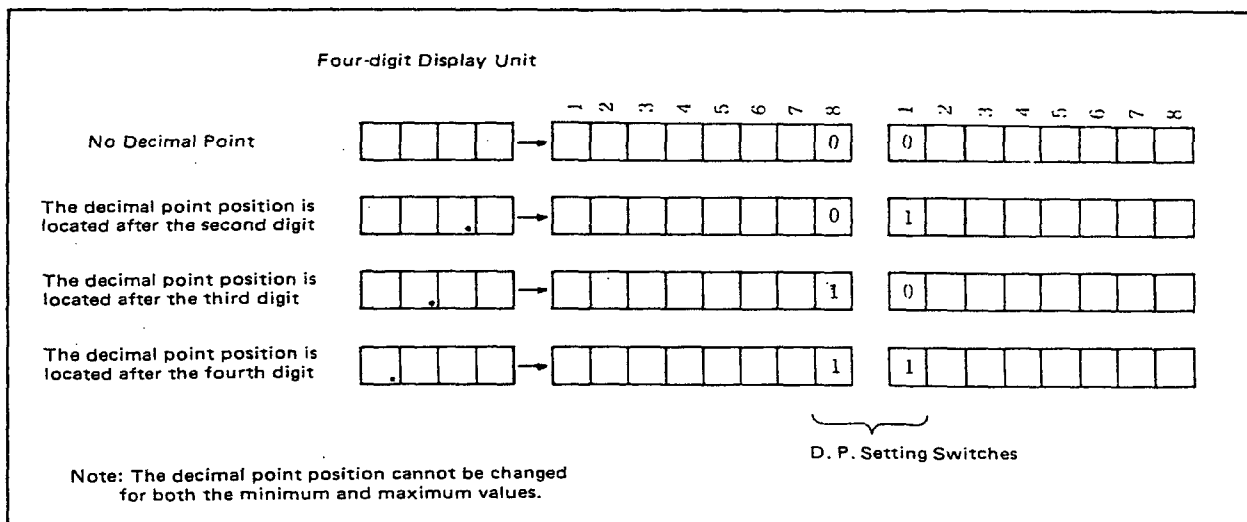 Four-digit Display Unit
1 2 3 4 5 6 7 8 1 2 3 4 5 6 7 8
No Decimal Point 0 0
The decimal point position is
located after the second digit . 0 1
The decimal point position is
located after the third digit . 1 0
The decimal point position is
located after the fourth digit . 1 1
D. P. Setting Switches
Note: The decimal point position cannot be changed
for both the minimum and maximum values.